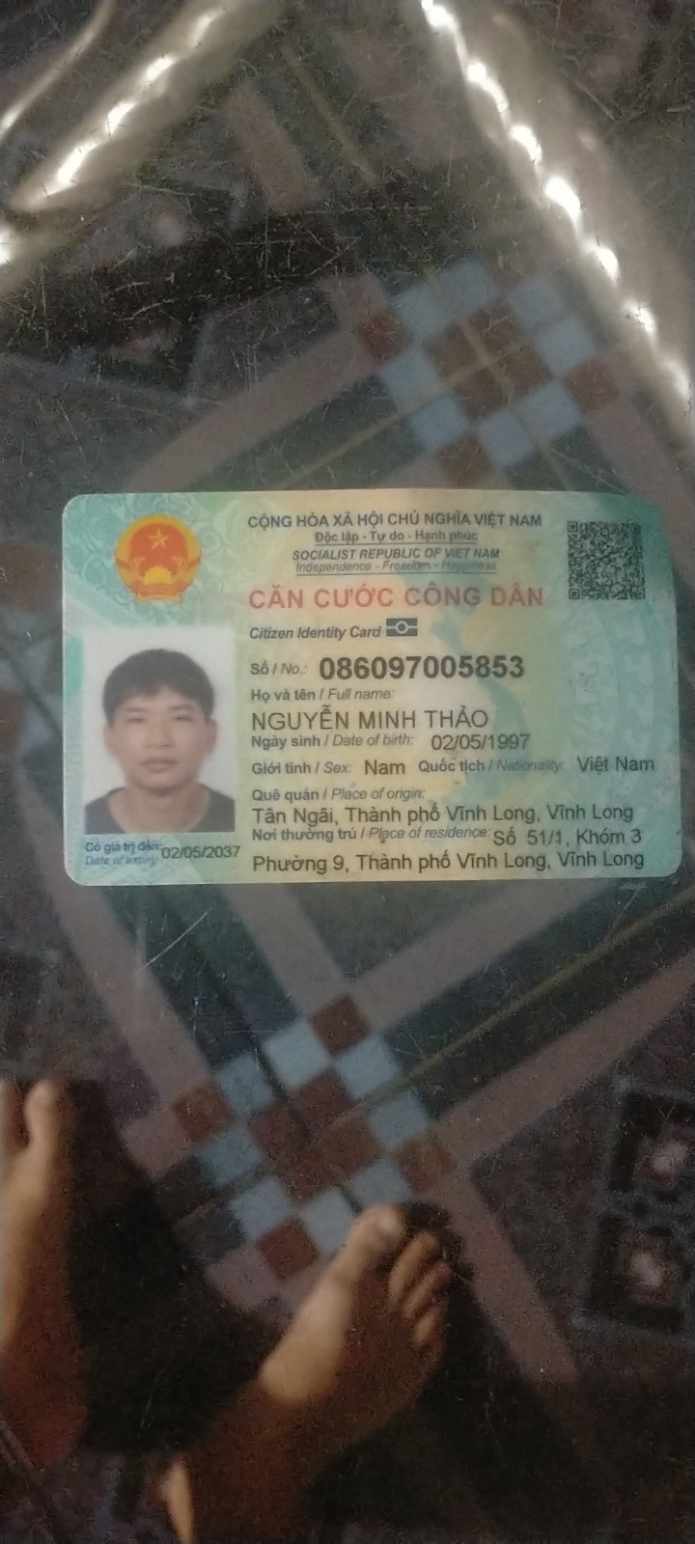 CỘNG HÒA XÃ HỘI CHỦ NGHĨA VIỆT NAM
Độc lập - Tự do - Hạnh phúc
SOCIALIST REPUBLIC OF VIET NAM
Independence - Freedom - Happiness
CĂN CƯỚC CÔNG DÂN
Citizen Identity Card
Số / No.: 086097005853
Họ và tên / Full name:
NGUYỄN MINH THẢO
Ngày sinh / Date of birth: 02/05/1997
Giới tính / Sex: Nam Quốc tịch / Nationality: Việt Nam
Quê quán / Place of origin:
Tân Ngãi, Thành phố Vĩnh Long, Vĩnh Long
Nơi thường trú / Place of residence: Số 51/1, Khóm 3
Phường 9, Thành phố Vĩnh Long, Vĩnh Long
Có giá trị đến: 02/05/2037
Date of expiry